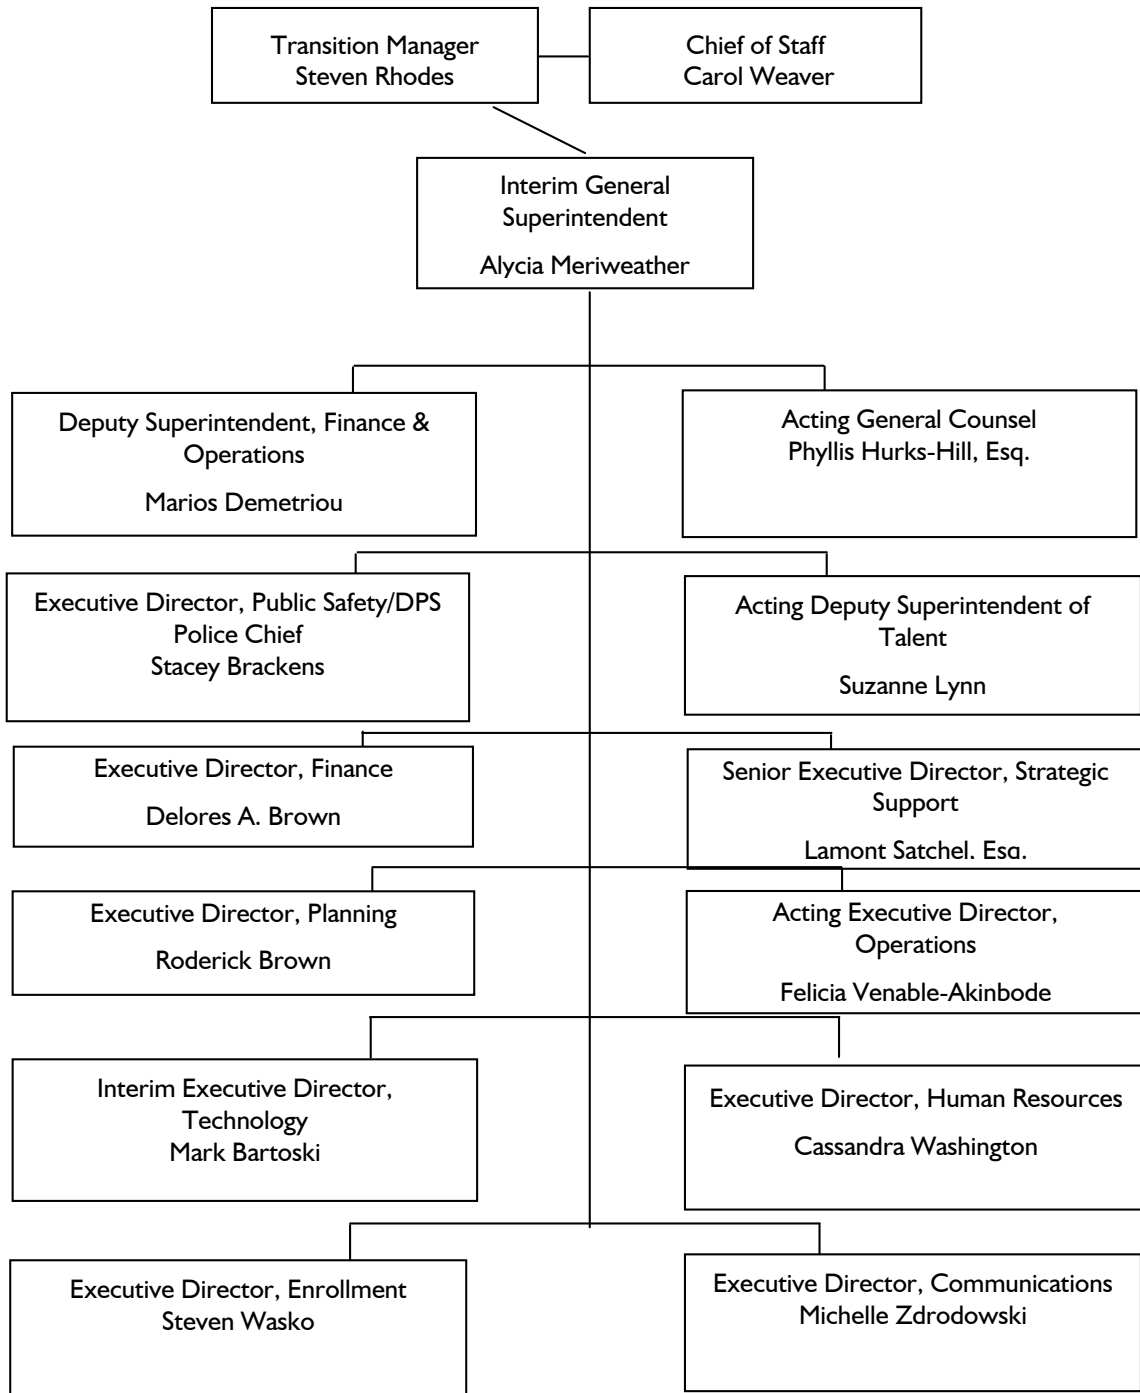 Transition Manager
Steven Rhodes
Chief of Staff
Carol Weaver
Interim General
Superintendent
Alycia Meriweather
Deputy Superintendent, Finance &
Operations
Marios Demetriou
Acting General Counsel
Phyllis Hurks-Hill, Esq.
Executive Director, Public Safety/DPS
Police Chief
Stacey Brackens
Acting Deputy Superintendent of
Talent
Suzanne Lynn
Executive Director, Finance
Delores A. Brown
Senior Executive Director, Strategic
Support
Lamont Satchel, Esq.
Executive Director, Planning
Roderick Brown
Acting Executive Director,
Operations
Felicia Venable-Akinbode
Interim Executive Director,
Technology
Mark Bartoski
Executive Director, Human Resources
Cassandra Washington
Executive Director, Enrollment
Steven Wasko
Executive Director, Communications
Michelle Zdrodowski